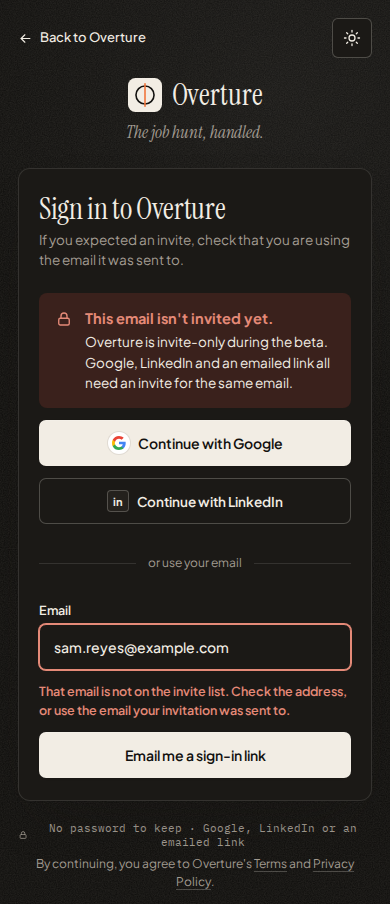 Back to Overture
Overture
The job hunt, handled.
Sign in to Overture
If you expected an invite, check that you are using
the email it was sent to.
This email isn't invited yet.
Overture is invite-only during the beta.
Google, LinkedIn and an emailed link all
need an invite for the same email.
Continue with Google
in Continue with LinkedIn
or use your email
Email
sam.reyes@example.com
That email is not on the invite list. Check the address,
or use the email your invitation was sent to.
Email me a sign-in link
No password to keep · Google, LinkedIn or an
emailed link
By continuing, you agree to Overture's Terms and Privacy
Policy.